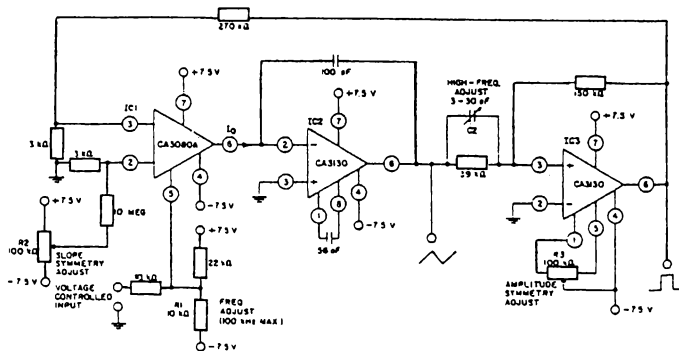 270 kΩ
+7.5 V
100 pF
+7.5 V
HIGH-FREQ.
ADJUST
3-30 pF
C2
150 kΩ
+7.5 V
IC1
7
3
CA3080A
IO
6
2
5
4
3 kΩ
3 kΩ
-7.5 V
IC2
7
2
-
CA3130
6
3
+
1
8
4
56 pF
-7.5 V
39 kΩ
IC3
7
3
+
CA3130
6
2
-
1
5
4
R3
100 kΩ
AMPLITUDE
SYMMETRY
ADJUST
-7.5 V
10 MEG
+7.5 V
R2
100 kΩ
SLOPE
SYMMETRY
ADJUST
-7.5 V
VOLTAGE
CONTROLLED
INPUT
+7.5 V
22 kΩ
R1
10 kΩ
FREQ
ADJUST
(100 kHz MAX)
-7.5 V